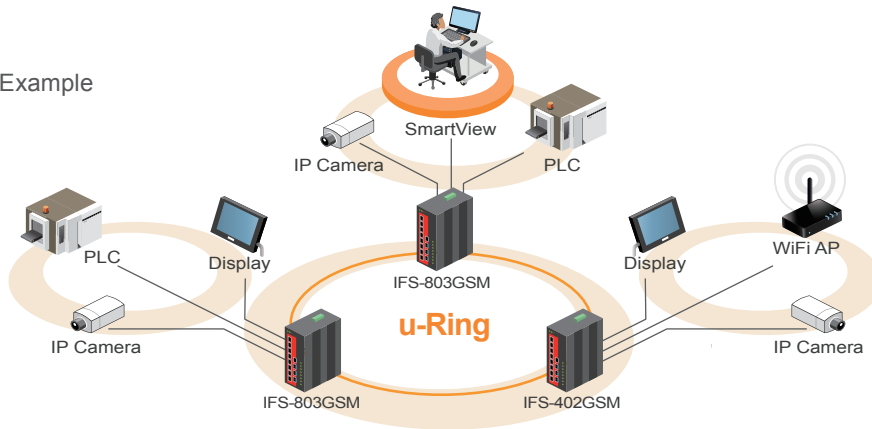 Example
SmartView
IP Camera
PLC
PLC
Display
IFS-803GSM
Display
WiFi AP
u-Ring
IP Camera
IP Camera
IFS-803GSM
IFS-402GSM